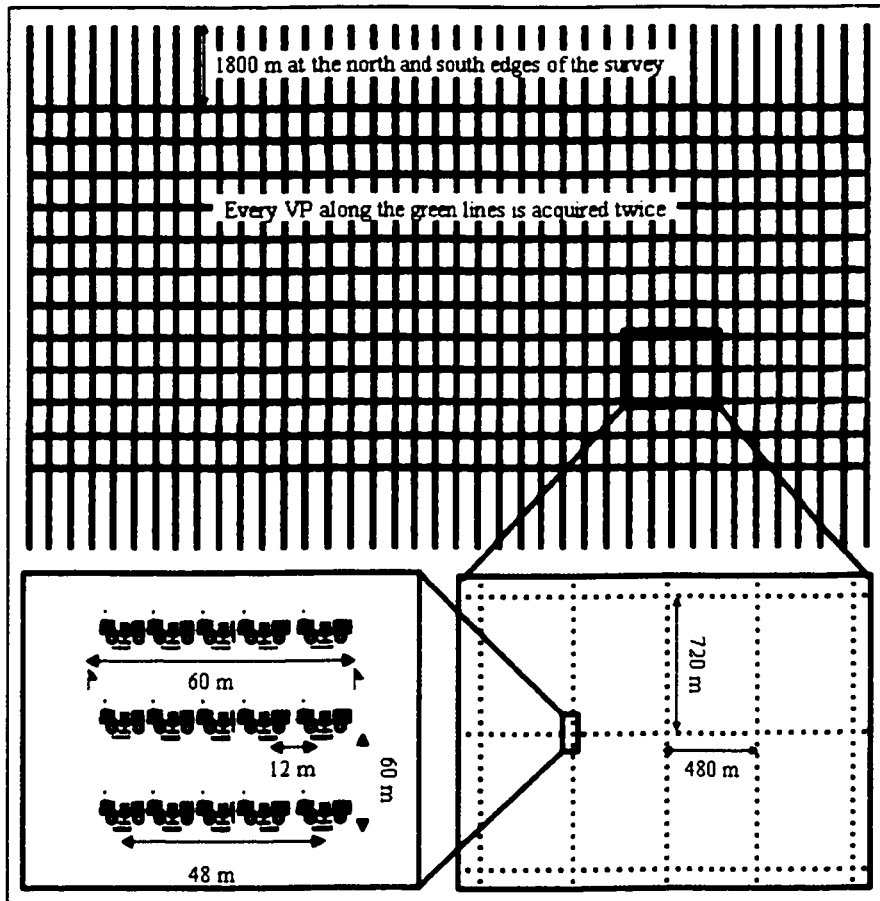 1800 m at the north and south edges of the survey
Every VP along the green lines is acquired twice
60 m
12 m
60 m
48 m
720 m
480 m